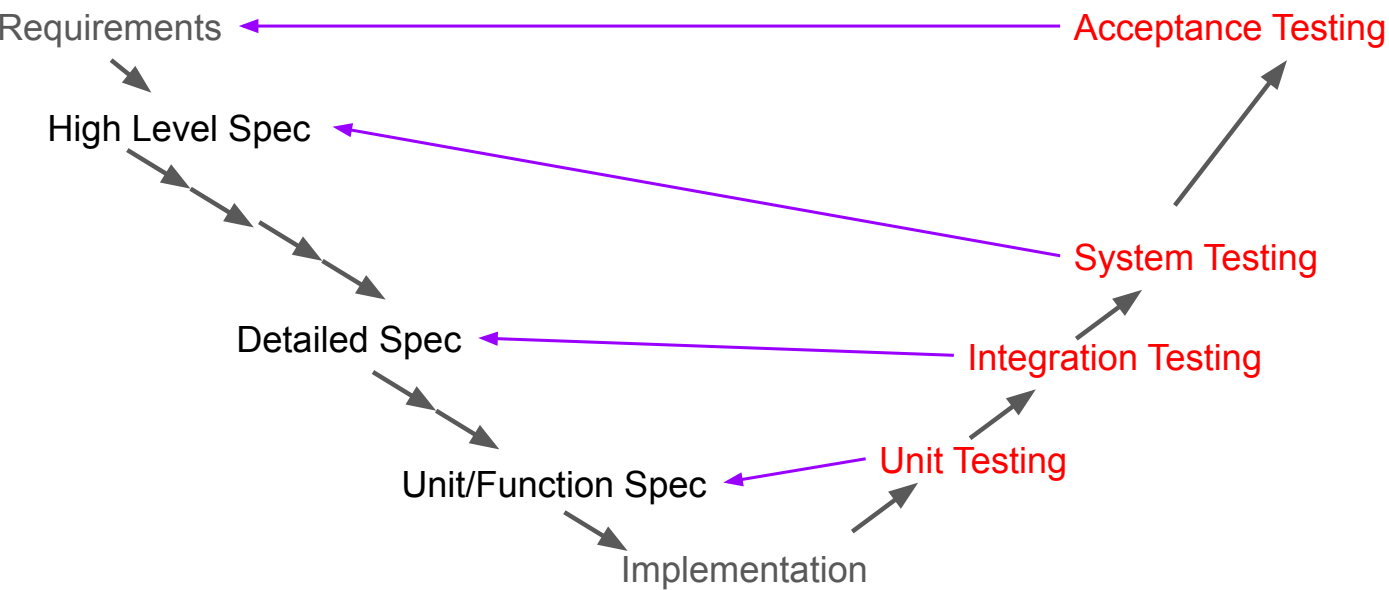 Requirements
Acceptance Testing
High Level Spec
System Testing
Detailed Spec
Integration Testing
Unit Testing
Unit/Function Spec
Implementation